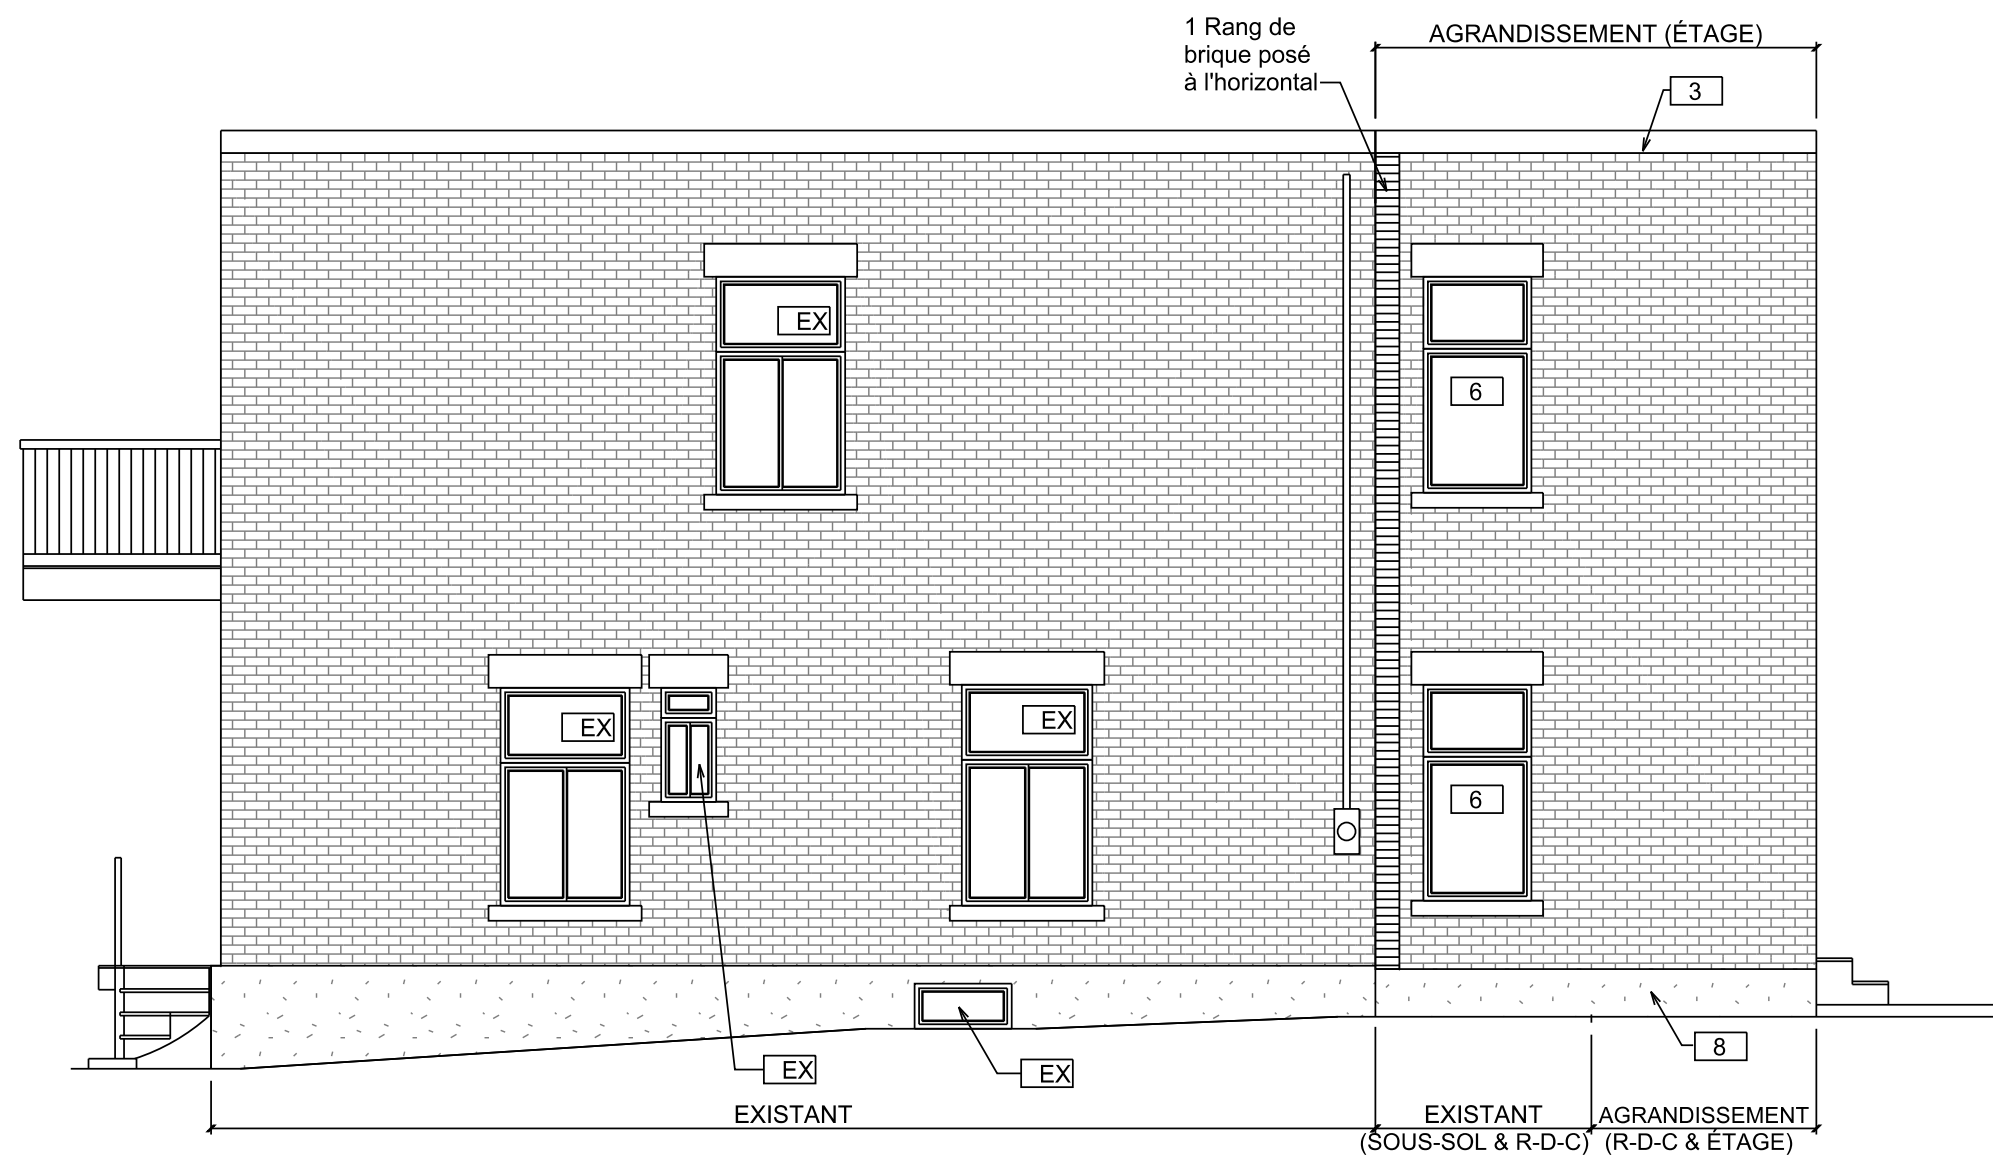 1 Rang de
brique posé
à l'horizontal
AGRANDISSEMENT (ÉTAGE)
3
EX
6
EX
EX
6
8
EX
EX
EXISTANT
EXISTANT
(SOUS-SOL & R-D-C)
AGRANDISSEMENT
(R-D-C & ÉTAGE)